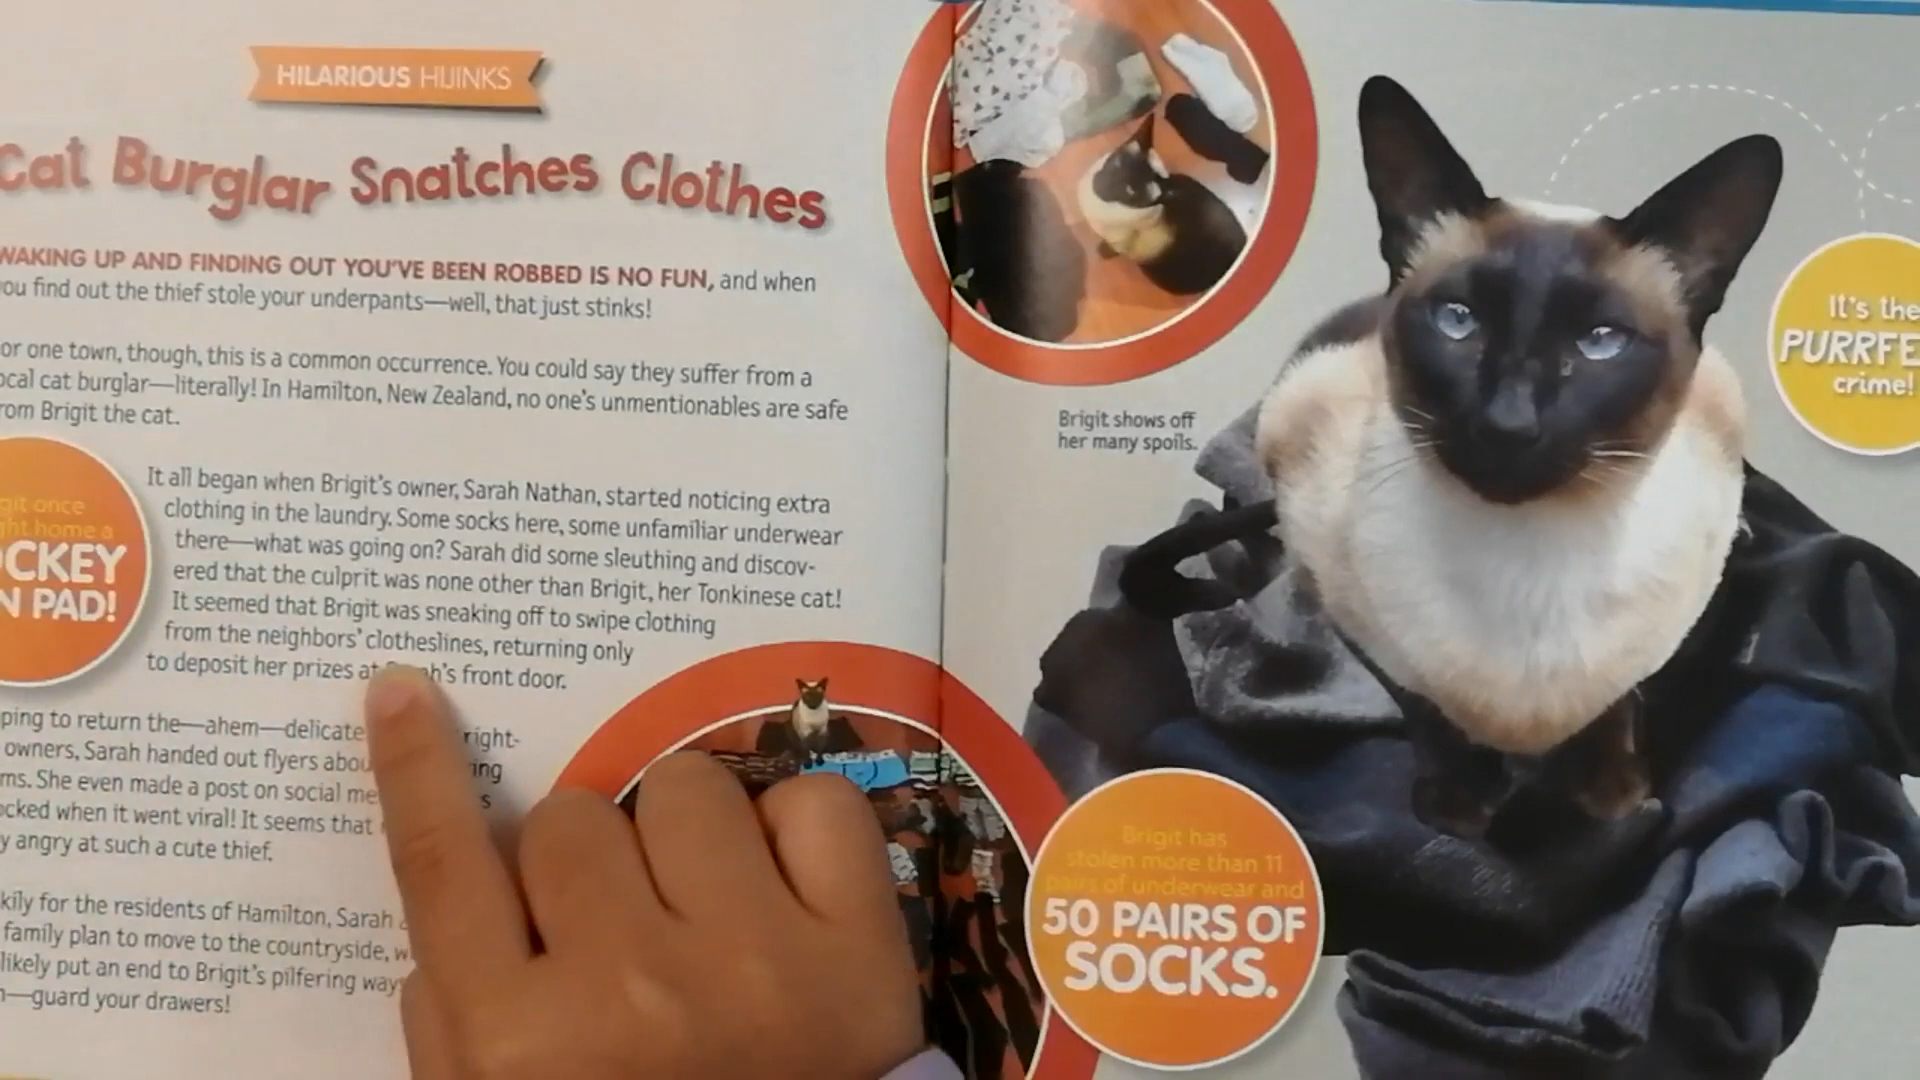 HILARIOUS HIJINKS
Cat Burglar Snatches Clothes
WAKING UP AND FINDING OUT YOU'VE BEEN ROBBED IS NO FUN, and when
you find out the thief stole your underpants—well, that just stinks!
or one town, though, this is a common occurrence. You could say they suffer from a
ocal cat burglar—literally! In Hamilton, New Zealand, no one's unmentionables are safe
rom Brigit the cat.
It all began when Brigit's owner, Sarah Nathan, started noticing extra
clothing in the laundry. Some socks here, some unfamiliar underwear
there—what was going on? Sarah did some sleuthing and discov-
ered that the culprit was none other than Brigit, her Tonkinese cat!
It seemed that Brigit was sneaking off to swipe clothing
from the neighbors' clotheslines, returning only
to deposit her prizes at Sarah's front door.
git once
ght home a
OCKEY
N PAD!
ping to return the—ahem—delicate right-
owners, Sarah handed out flyers ing
ms. She even made a post on social
ocked when it went viral! It seems that
y angry at such a cute thief.
kily for the residents of Hamilton, Sarah
family plan to move to the countryside,
likely put an end to Brigit's pilfering ways
—guard your drawers!
Brigit shows off
her many spoils.
It's the
PURRFE
crime!
Brigit has
stolen more than 11
pairs of underwear and
50 PAIRS OF
SOCKS.